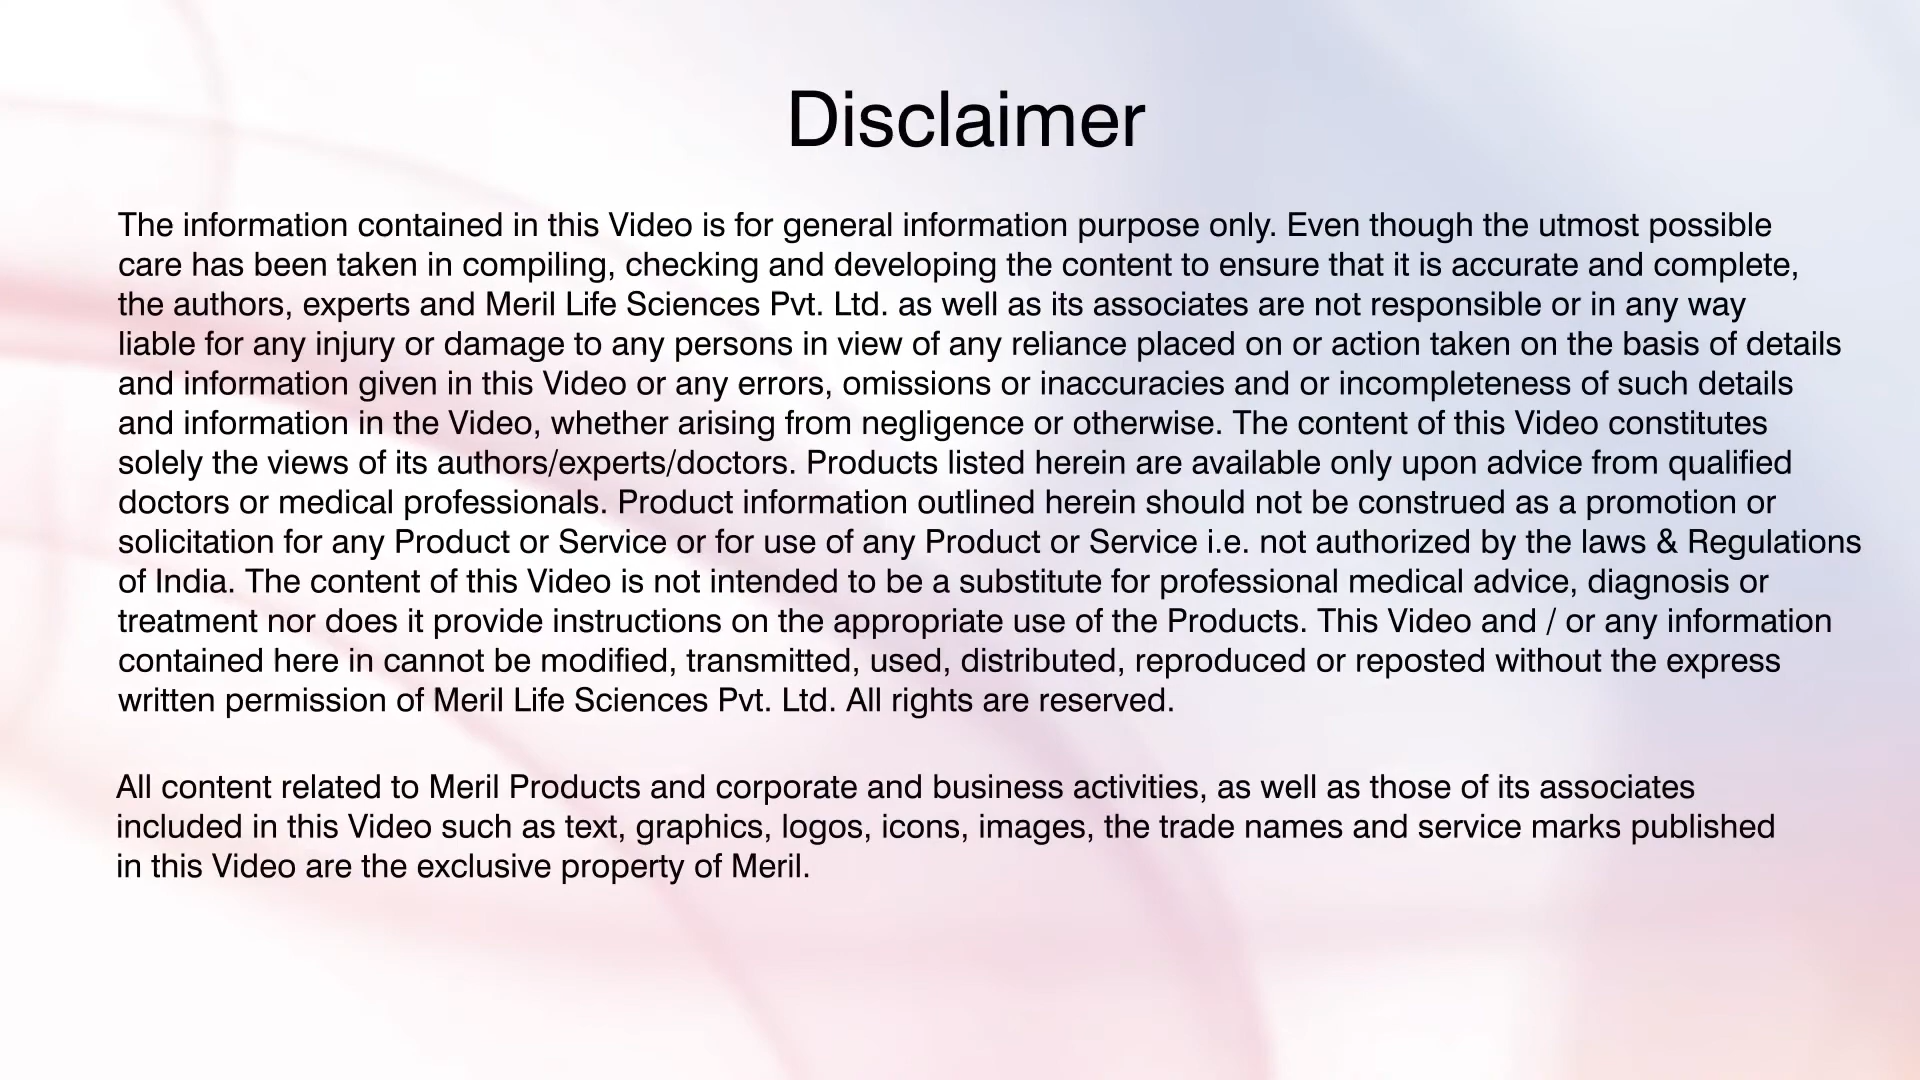 Disclaimer
The information contained in this Video is for general information purpose only. Even though the utmost possible
care has been taken in compiling, checking and developing the content to ensure that it is accurate and complete,
the authors, experts and Meril Life Sciences Pvt. Ltd. as well as its associates are not responsible or in any way
liable for any injury or damage to any persons in view of any reliance placed on or action taken on the basis of details
and information given in this Video or any errors, omissions or inaccuracies and or incompleteness of such details
and information in the Video, whether arising from negligence or otherwise. The content of this Video constitutes
solely the views of its authors/experts/doctors. Products listed herein are available only upon advice from qualified
doctors or medical professionals. Product information outlined herein should not be construed as a promotion or
solicitation for any Product or Service or for use of any Product or Service i.e. not authorized by the laws & Regulations
of India. The content of this Video is not intended to be a substitute for professional medical advice, diagnosis or
treatment nor does it provide instructions on the appropriate use of the Products. This Video and / or any information
contained here in cannot be modified, transmitted, used, distributed, reproduced or reposted without the express
written permission of Meril Life Sciences Pvt. Ltd. All rights are reserved.
All content related to Meril Products and corporate and business activities, as well as those of its associates
included in this Video such as text, graphics, logos, icons, images, the trade names and service marks published
in this Video are the exclusive property of Meril.